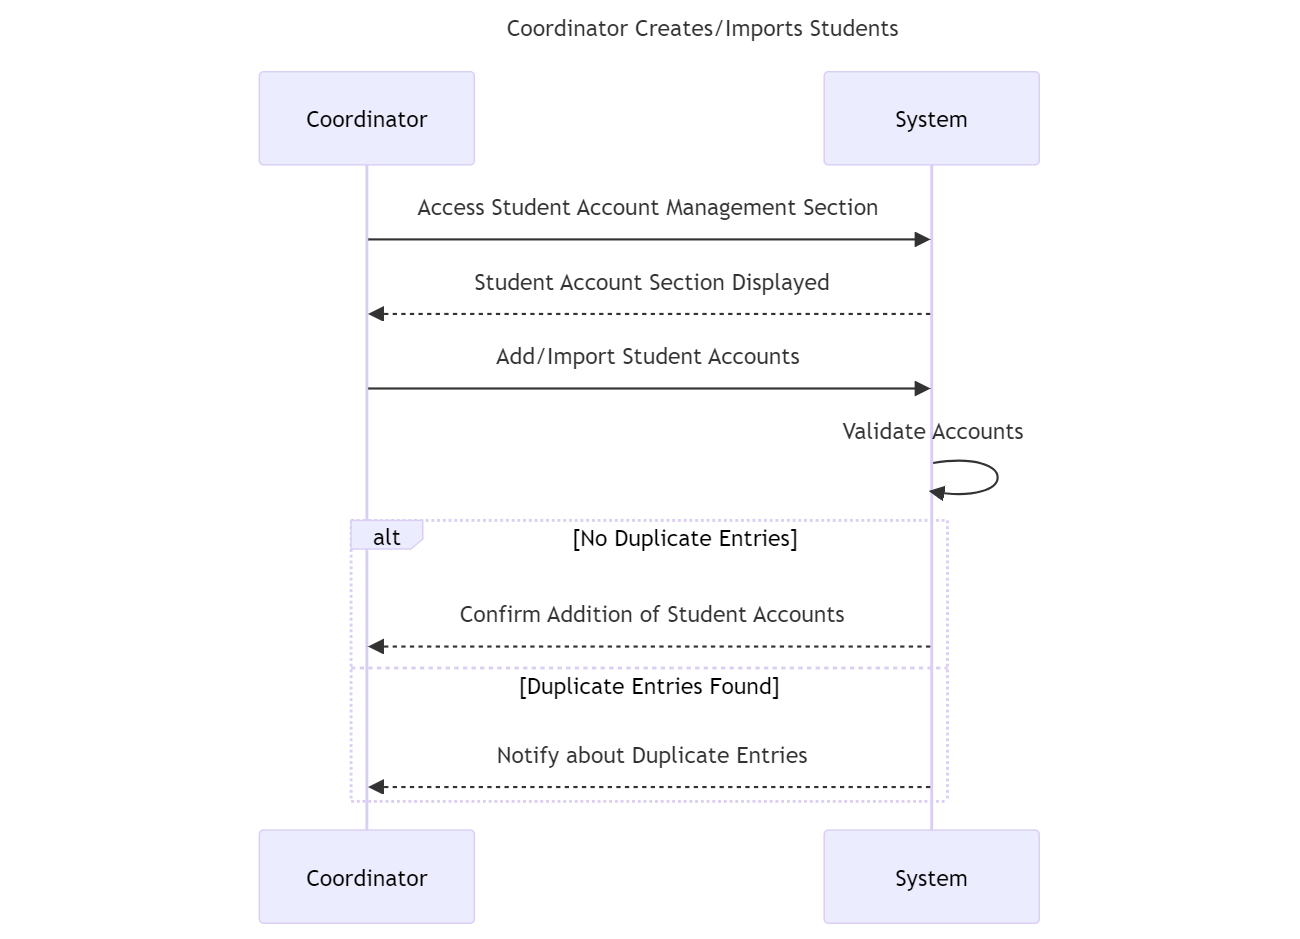 Coordinator Creates/Imports Students
Coordinator
System
Access Student Account Management Section
Student Account Section Displayed
Add/Import Student Accounts
Validate Accounts
alt
[No Duplicate Entries]
Confirm Addition of Student Accounts
[Duplicate Entries Found]
Notify about Duplicate Entries
Coordinator
System